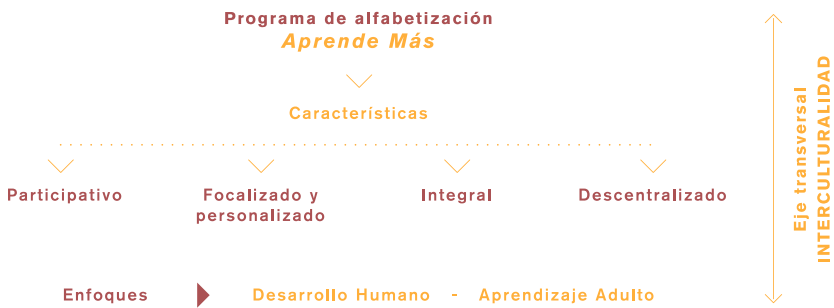 Programa de alfabetización
Aprende Más
Características
Participativo
Focalizado y
personalizado
Integral
Descentralizado
Enfoques
Desarrollo Humano - Aprendizaje Adulto
Eje transversal
INTERCULTURALIDAD